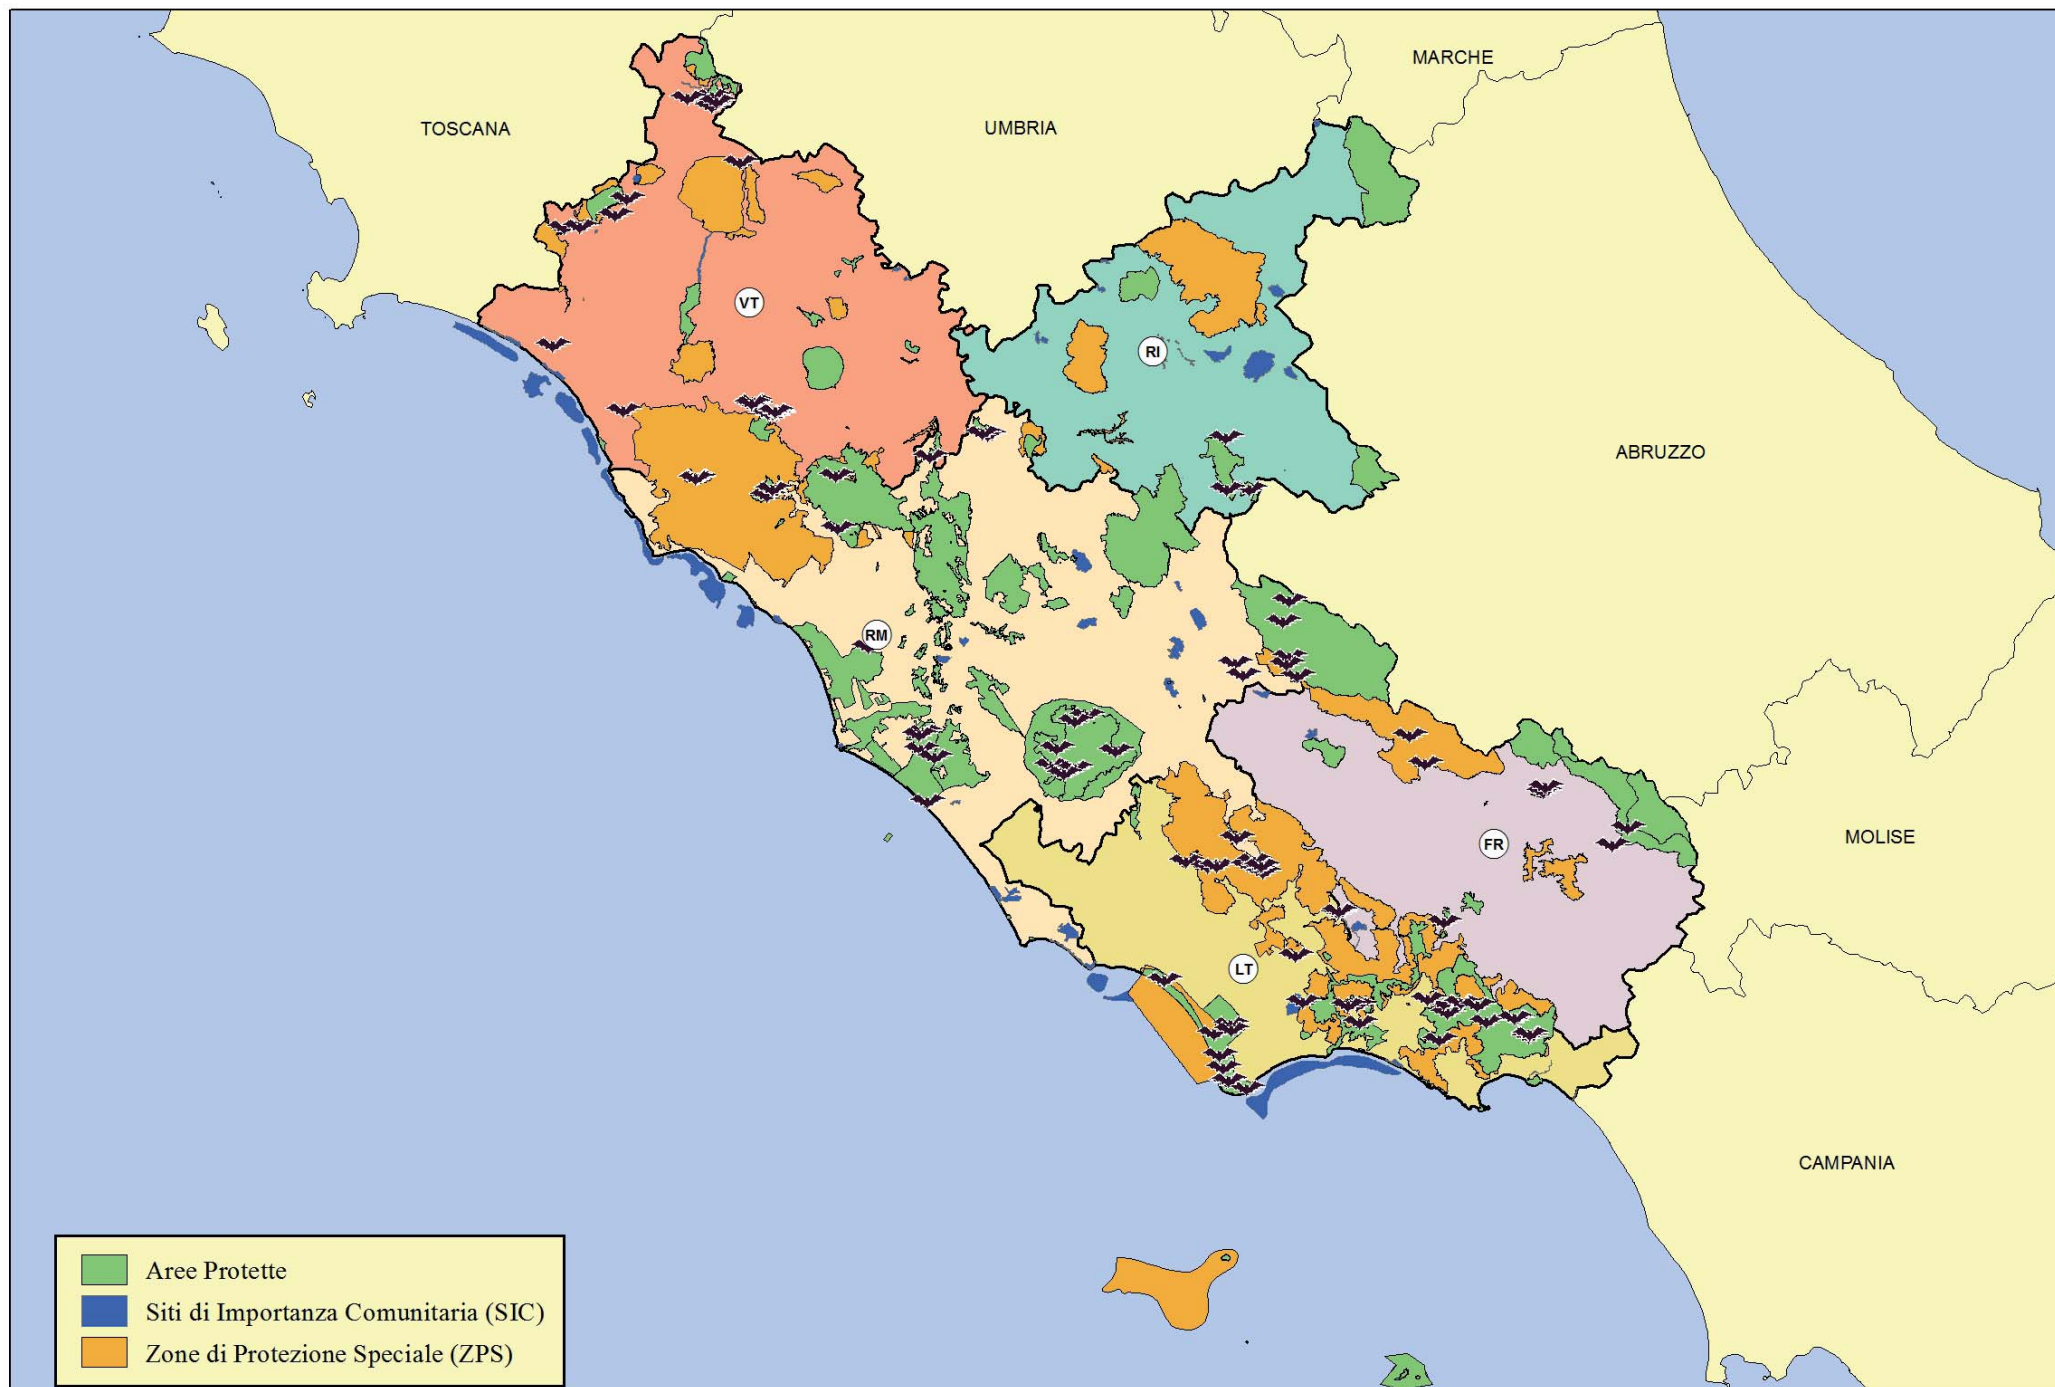 MARCHE
TOSCANA
UMBRIA
VT
RI
ABRUZZO
RM
MOLISE
FR
LT
CAMPANIA
Aree Protette
Siti di Importanza Comunitaria (SIC)
Zone di Protezione Speciale (ZPS)